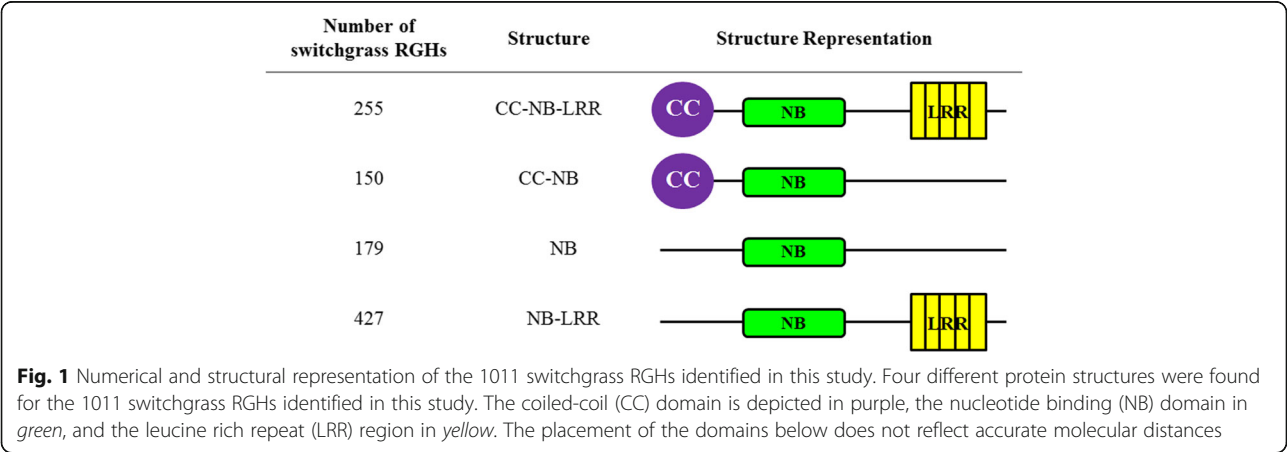 Number of switchgrass RGHs Structure Structure Representation
255 CC-NB-LRR CC NB LRR
150 CC-NB CC NB
179 NB NB
427 NB-LRR NB LRR
Fig. 1 Numerical and structural representation of the 1011 switchgrass RGHs identified in this study. Four different protein structures were found
for the 1011 switchgrass RGHs identified in this study. The coiled-coil (CC) domain is depicted in purple, the nucleotide binding (NB) domain in
green, and the leucine rich repeat (LRR) region in yellow. The placement of the domains below does not reflect accurate molecular distances